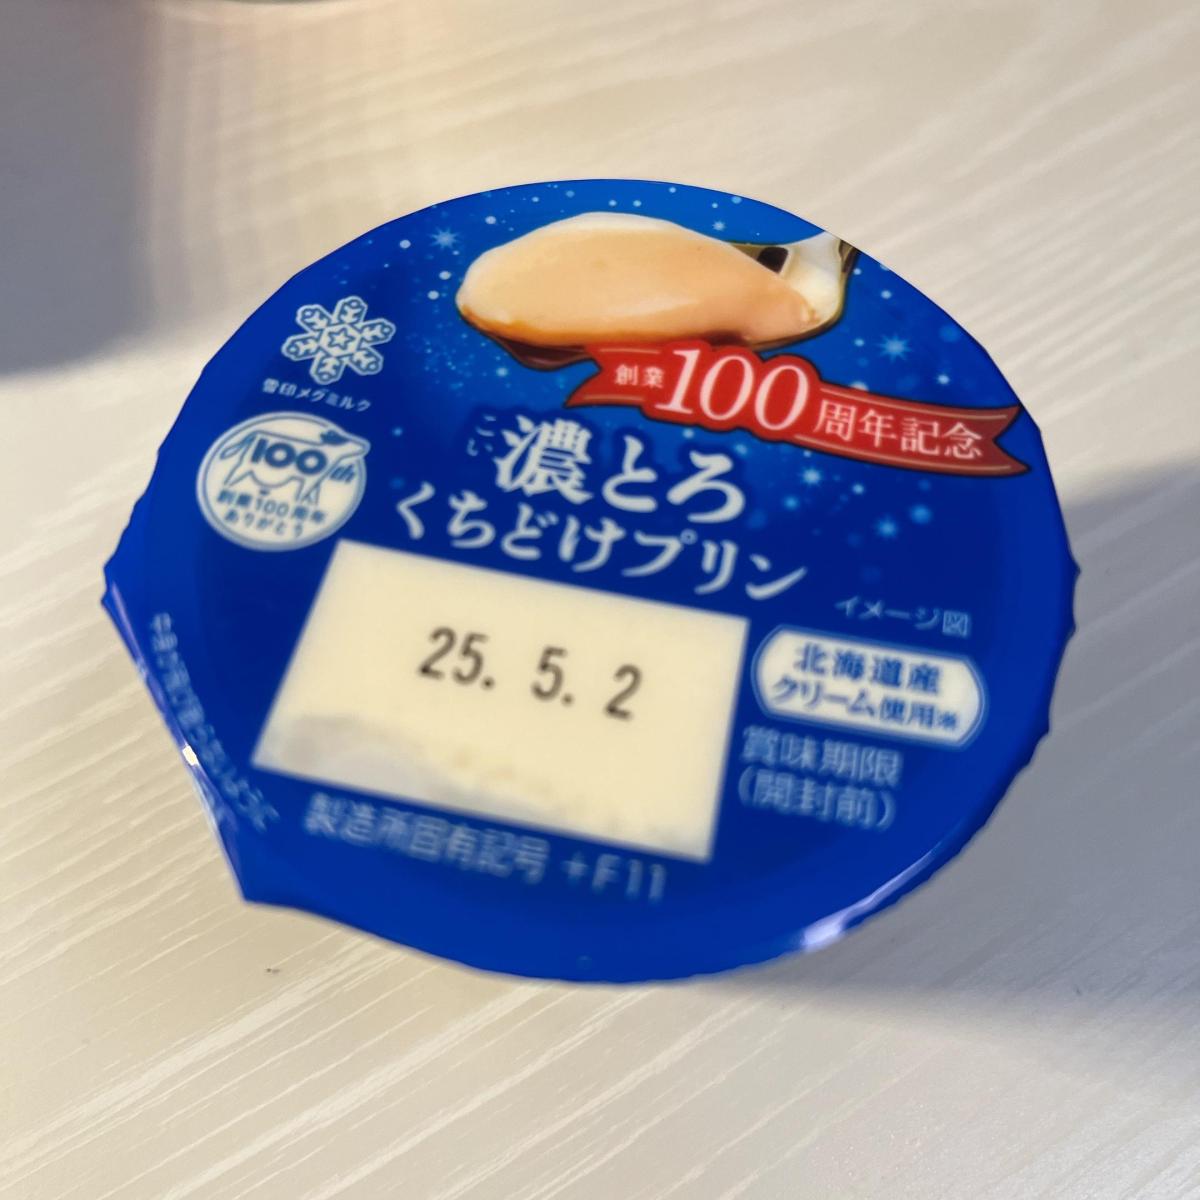 創業100周年記念
雪印メグミルク
100th
創業100周年
ありがとう
こい
濃とろ
くちどけプリン
イメージ図
25. 5. 2
北海道産
クリーム使用※
賞味期限
(開封前)
製造所固有記号 +F11